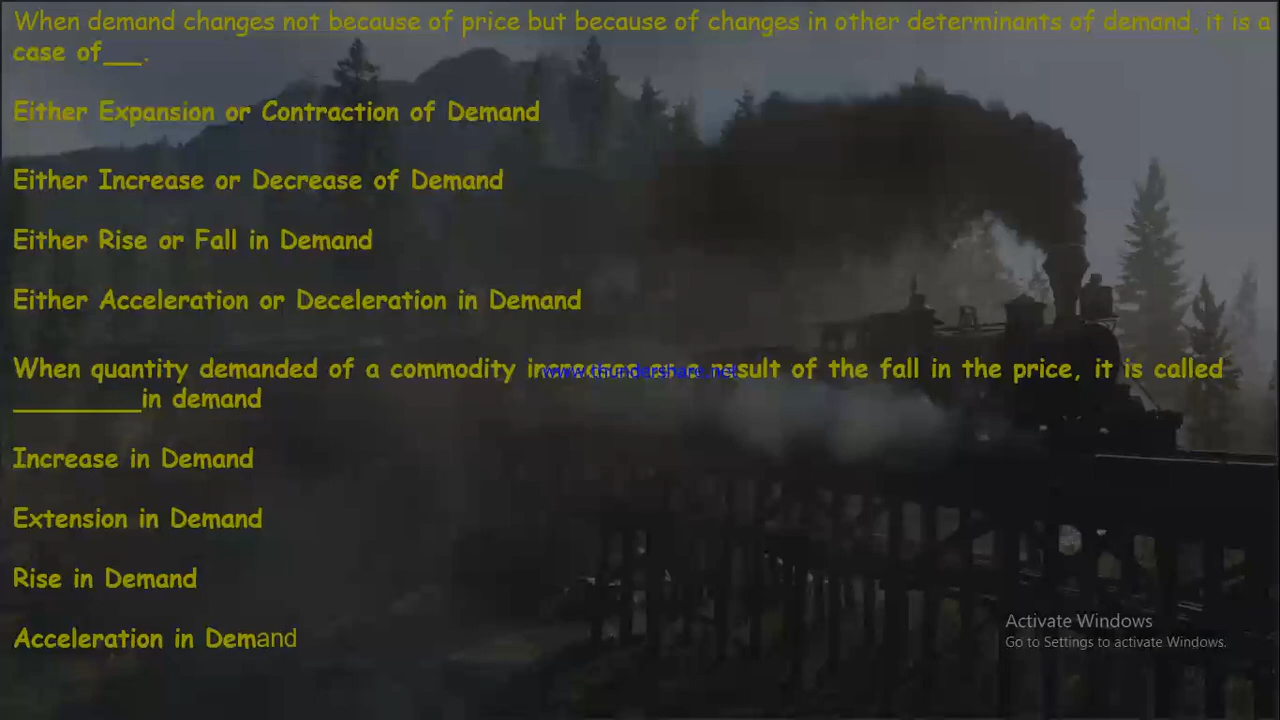 When demand changes not because of price but because of changes in other determinants of demand, it is a
case of___.
Either Expansion or Contraction of Demand
Either Increase or Decrease of Demand
Either Rise or Fall in Demand
Either Acceleration or Deceleration in Demand
When quantity demanded of a commodity increases as a result of the fall in the price, it is called
www.thundershare.net
_________in demand
Increase in Demand
Extension in Demand
Rise in Demand
Acceleration in Demand
Activate Windows
Go to Settings to activate Windows.